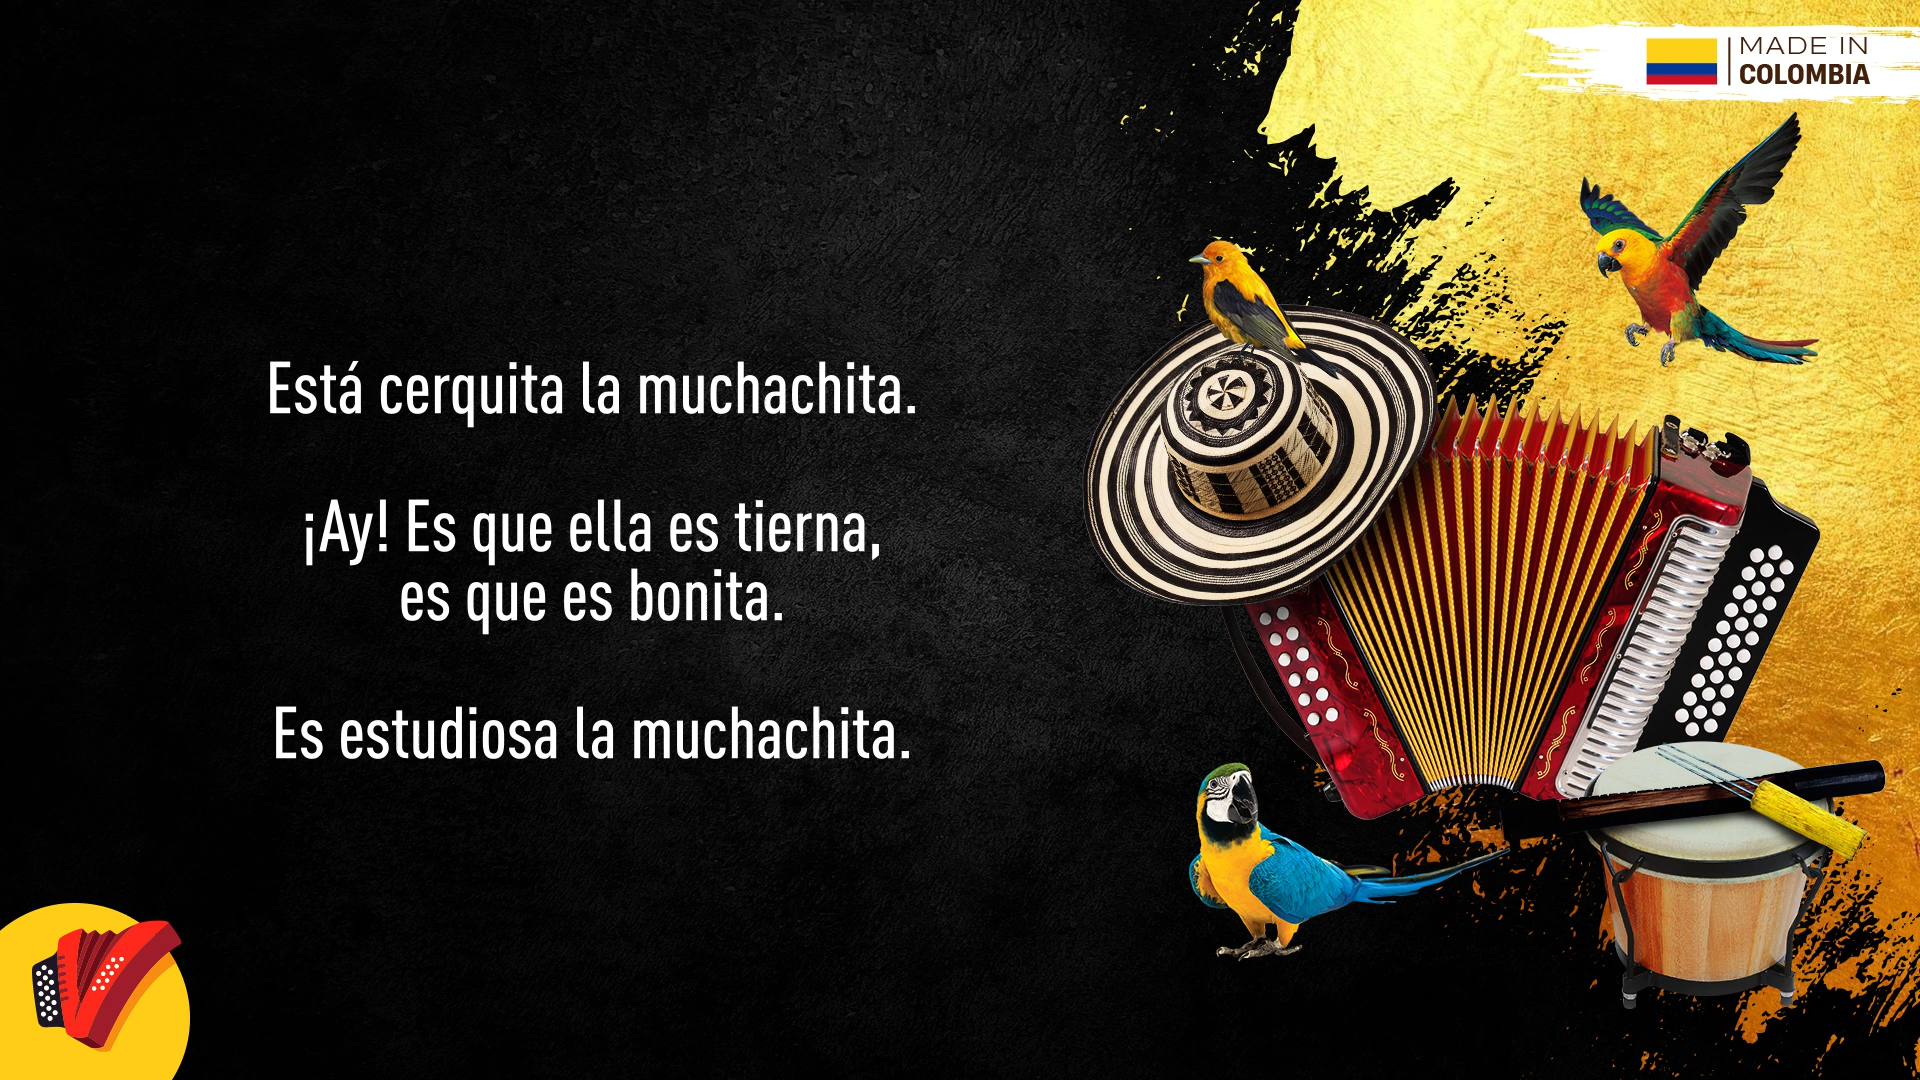 MADE IN
COLOMBIA
Está cerquita la muchachita.
¡Ay! Es que ella es tierna,
es que es bonita.
Es estudiosa la muchachita.